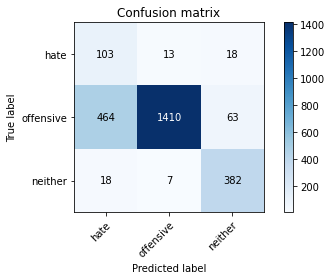 Confusion matrix
1400
1200
1000
800
600
400
200
hate
103 13 18
True label
offensive
464 1410 63
neither
18 7 382
hate offensive neither
Predicted label